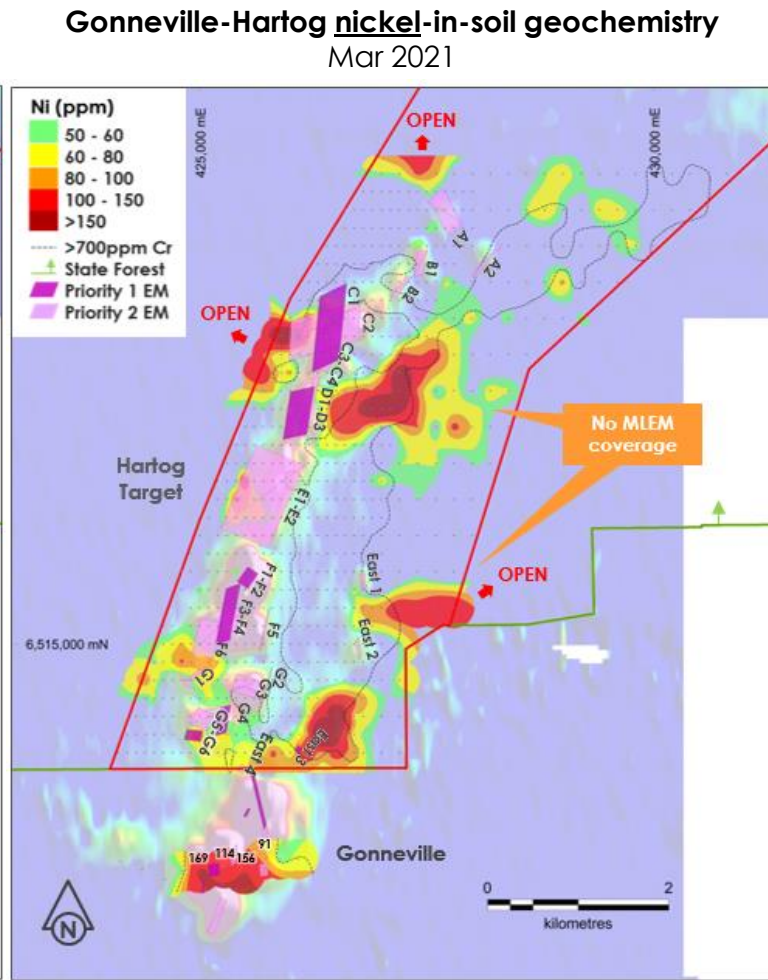 Gonneville-Hartog nickel-in-soil geochemistry
Mar 2021
Ni (ppm)
50 - 60
60 - 80
80 - 100
100 - 150
>150
>700ppm Cr
State Forest
Priority 1 EM
Priority 2 EM
425,000 mE
430,000 mE
OPEN
A1
A2
B1
B2
OPEN
C1
C2
C3-C4
D1-D3
No MLEM
coverage
Hartog
Target
E1-E2
East 1
OPEN
F1-F2
F3-F4
F5
F6
East 2
6,515,000 mN
G1
G2
G3
G4
G5-G6
East 3
East 4
Gonneville
91
169
114
156
N
0
2
kilometres